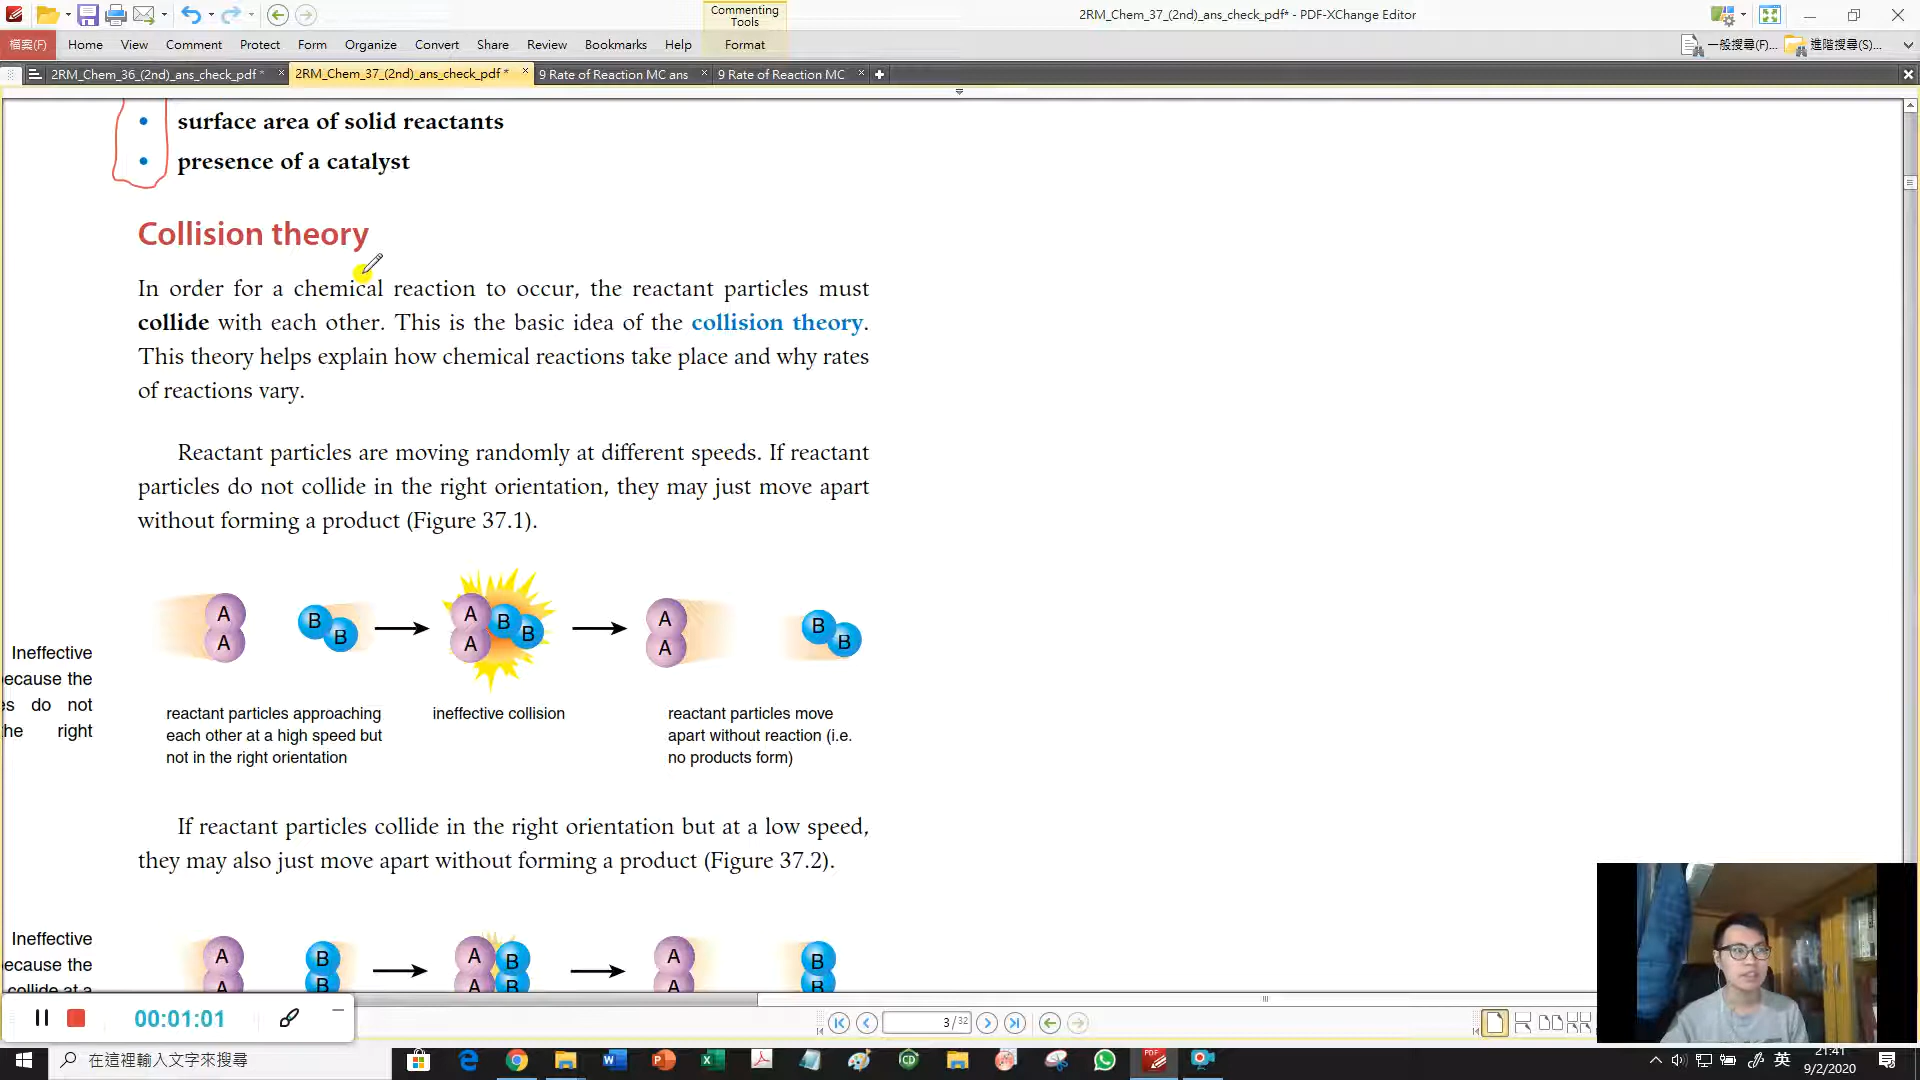 Commenting
Tools
2RM_Chem_37_(2nd)_ans_check_pdf* - PDF-XChange Editor
檔案(F)
Home
View
Comment
Protect
Form
Organize
Convert
Share
Review
Bookmarks
Help
Format
一般搜尋(F)...
進階搜尋(S)...
2RM_Chem_36_(2nd)_ans_check_pdf *
2RM_Chem_37_(2nd)_ans_check_pdf *
9 Rate of Reaction MC ans
9 Rate of Reaction MC
• surface area of solid reactants
• presence of a catalyst
Collision theory
In order for a chemical reaction to occur, the reactant particles must
collide with each other. This is the basic idea of the collision theory.
This theory helps explain how chemical reactions take place and why rates
of reactions vary.
Reactant particles are moving randomly at different speeds. If reactant
particles do not collide in the right orientation, they may just move apart
without forming a product (Figure 37.1).
A
A
B
B
A
A
B
B
A
A
B
B
Ineffective
ecause the
es do not
he right
reactant particles approaching
each other at a high speed but
not in the right orientation
ineffective collision
reactant particles move
apart without reaction (i.e.
no products form)
If reactant particles collide in the right orientation but at a low speed,
they may also just move apart without forming a product (Figure 37.2).
Ineffective
ecause the
collide at a
A
A
B
B
A
A
B
B
A
A
B
B
00:01:01
3 / 32
在這裡輸入文字來搜尋
英
21:41
9/2/2020